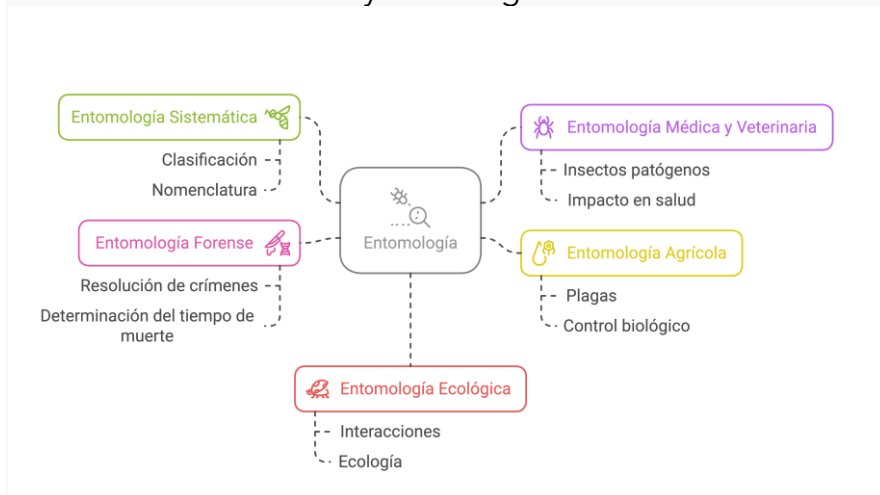 Entomología Sistemática
Clasificación
Nomenclatura
Entomología Forense
Resolución de crímenes
Determinación del tiempo de
muerte
Entomología
Entomología Médica y Veterinaria
Insectos patógenos
Impacto en salud
Entomología Agrícola
Plagas
Control biológico
Entomología Ecológica
Interacciones
Ecología